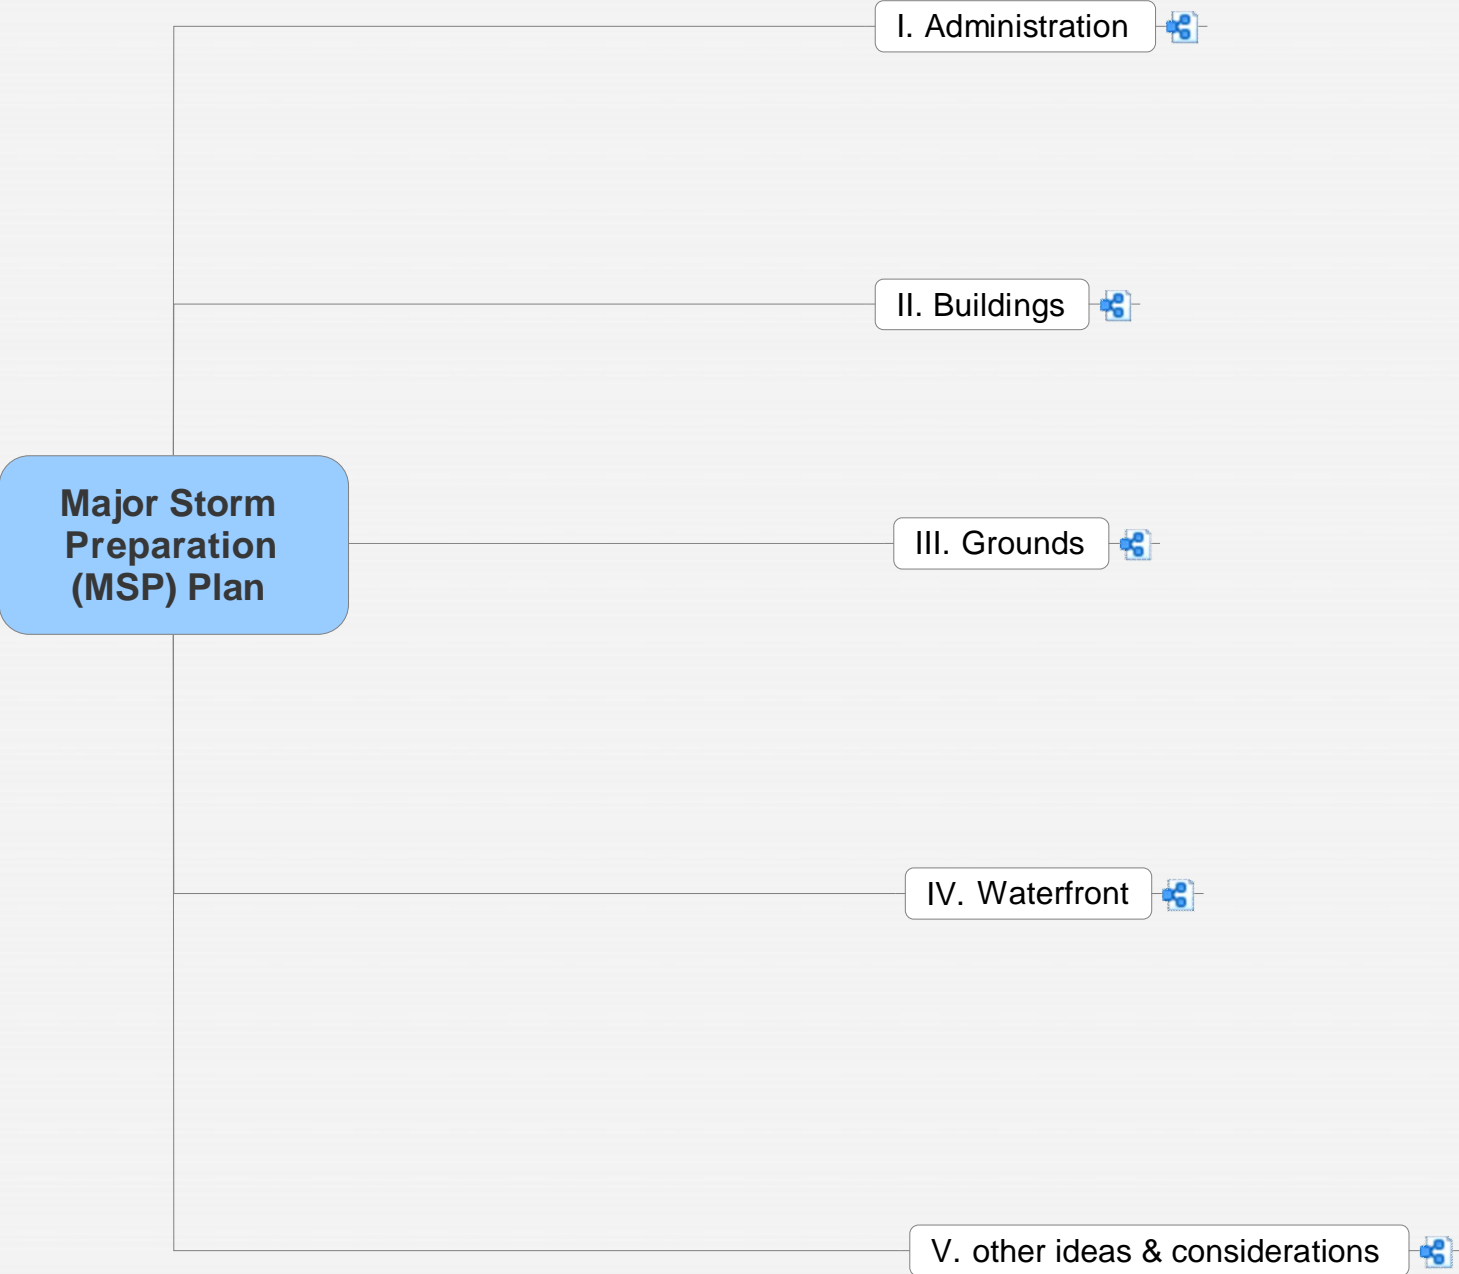 I. Administration
II. Buildings
Major Storm
Preparation
(MSP) Plan
III. Grounds
IV. Waterfront
V. other ideas & considerations